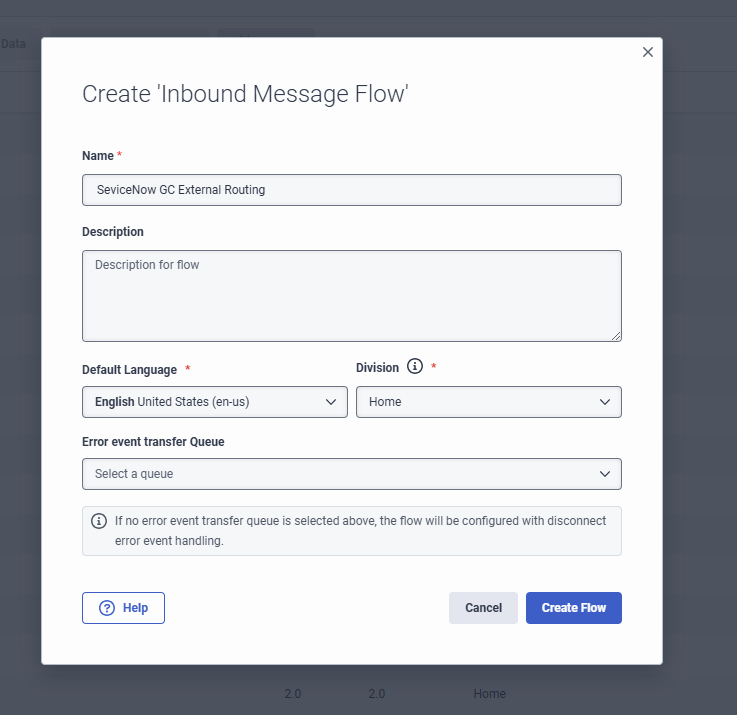 Data
Create 'Inbound Message Flow'
Name *
SeviceNow GC External Routing
Description
Description for flow
Default Language * Division *
English United States (en-us) Home
Error event transfer Queue
Select a queue
If no error event transfer queue is selected above, the flow will be configured with disconnect
error event handling.
Help Cancel Create Flow
2.0 2.0 Home